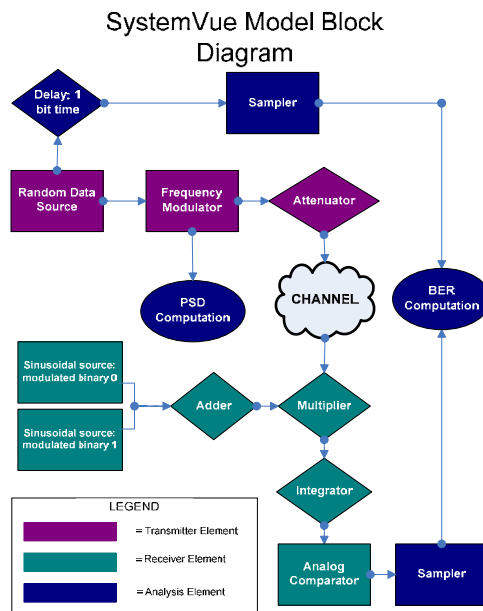 SystemVue Model Block
Diagram
Delay: 1
bit time
Sampler
Random Data
Source
Frequency
Modulator
Attenuator
PSD
Computation
CHANNEL
BER
Computation
Sinusoidal source:
modulated binary 0
Sinusoidal source:
modulated binary 1
Adder
Multiplier
Integrator
Analog
Comparator
Sampler
LEGEND
= Transmitter Element
= Receiver Element
= Analysis Element